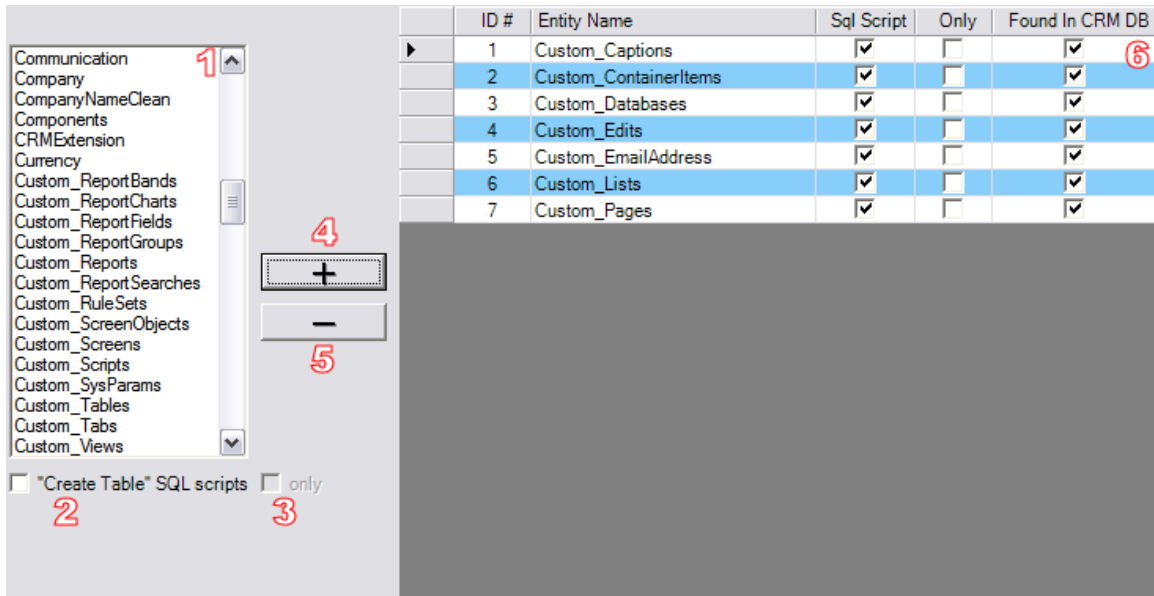 ID # Entity Name Sql Script Only Found In CRM DB
1 Custom_Captions
2 Custom_ContainerItems
3 Custom_Databases
4 Custom_Edits
5 Custom_EmailAddress
6 Custom_Lists
7 Custom_Pages
6
1
Communication
Company
CompanyNameClean
Components
CRMExtension
Currency
Custom_ReportBands
Custom_ReportCharts
Custom_ReportFields
Custom_ReportGroups
Custom_Reports
Custom_ReportSearches
Custom_RuleSets
Custom_ScreenObjects
Custom_Screens
Custom_Scripts
Custom_SysParams
Custom_Tables
Custom_Tabs
Custom_Views
4
+
−
5
"Create Table" SQL scripts only
2 3